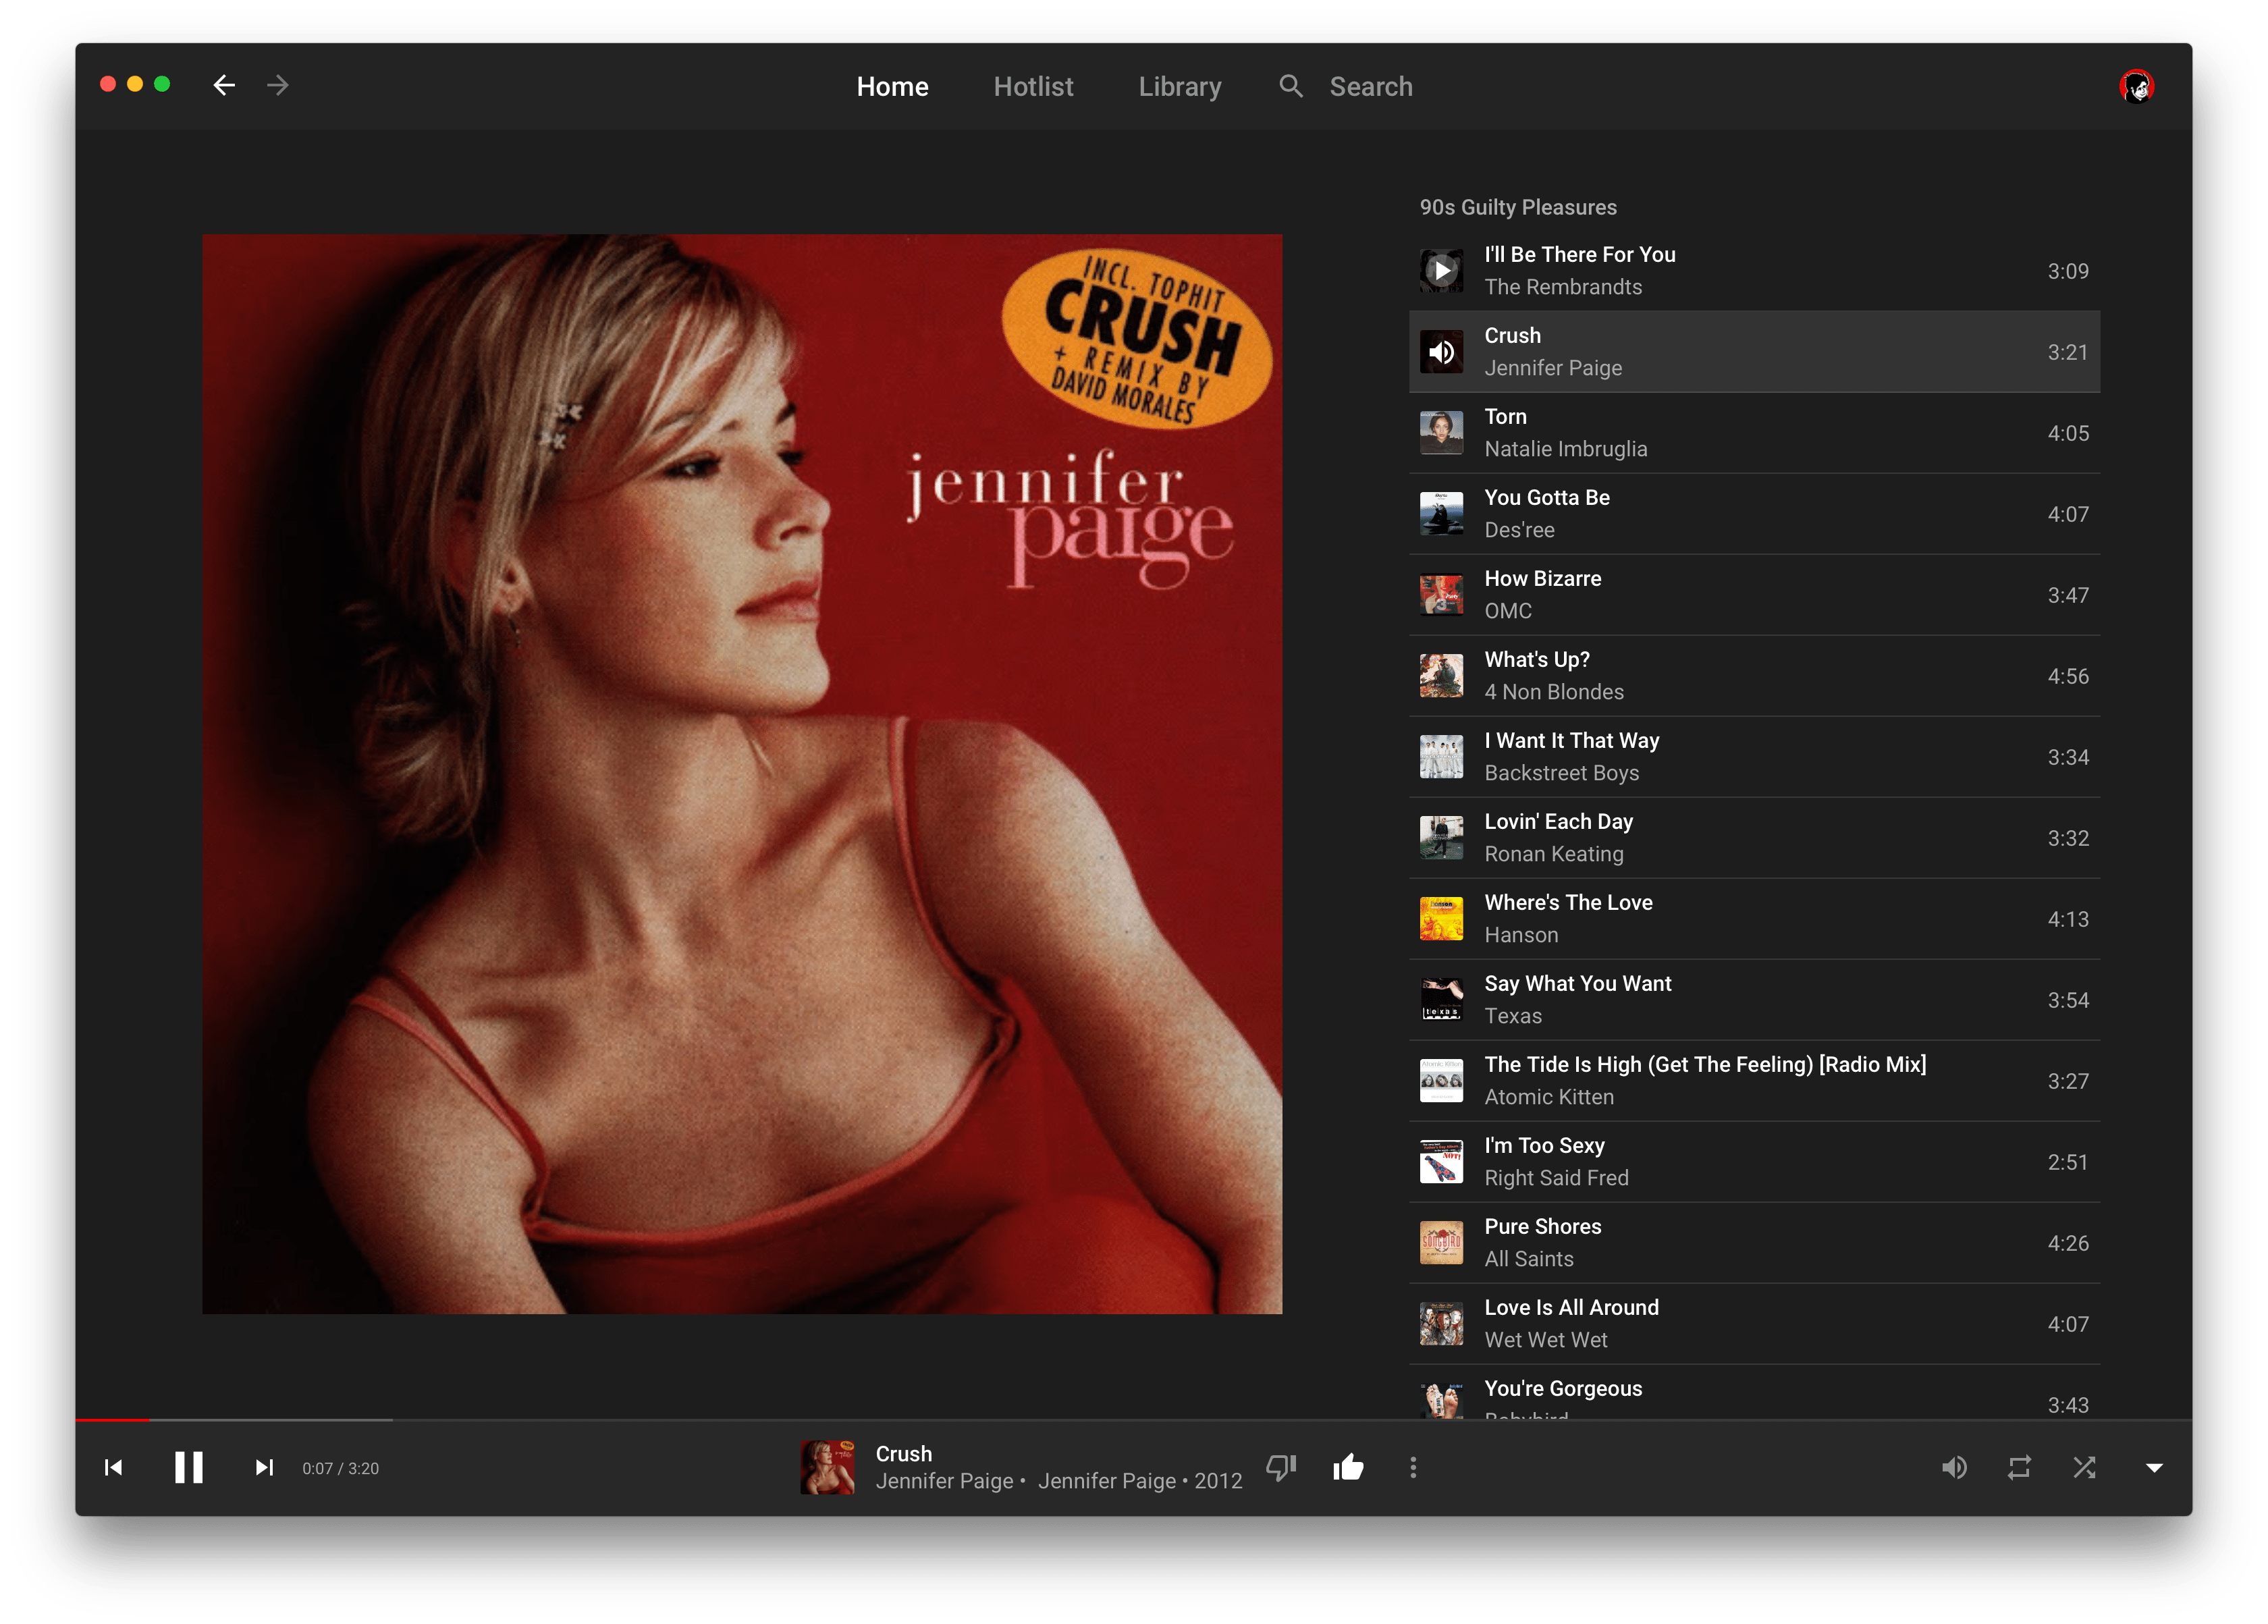 Home
Hotlist
Library
Search
INCL. TOPHIT
CRUSH
+ REMIX BY
DAVID MORALES
jennifer
paige
90s Guilty Pleasures
I'll Be There For You
The Rembrandts
3:09
Crush
Jennifer Paige
3:21
Torn
Natalie Imbruglia
4:05
You Gotta Be
Des'ree
4:07
How Bizarre
OMC
3:47
What's Up?
4 Non Blondes
4:56
I Want It That Way
Backstreet Boys
3:34
Lovin' Each Day
Ronan Keating
3:32
Where's The Love
Hanson
4:13
Say What You Want
Texas
3:54
texas
The Tide Is High (Get The Feeling) [Radio Mix]
Atomic Kitten
3:27
I'm Too Sexy
Right Said Fred
2:51
Pure Shores
All Saints
4:26
Love Is All Around
Wet Wet Wet
4:07
You're Gorgeous
Babybird
3:43
0:07 / 3:20
Crush
Jennifer Paige • Jennifer Paige • 2012